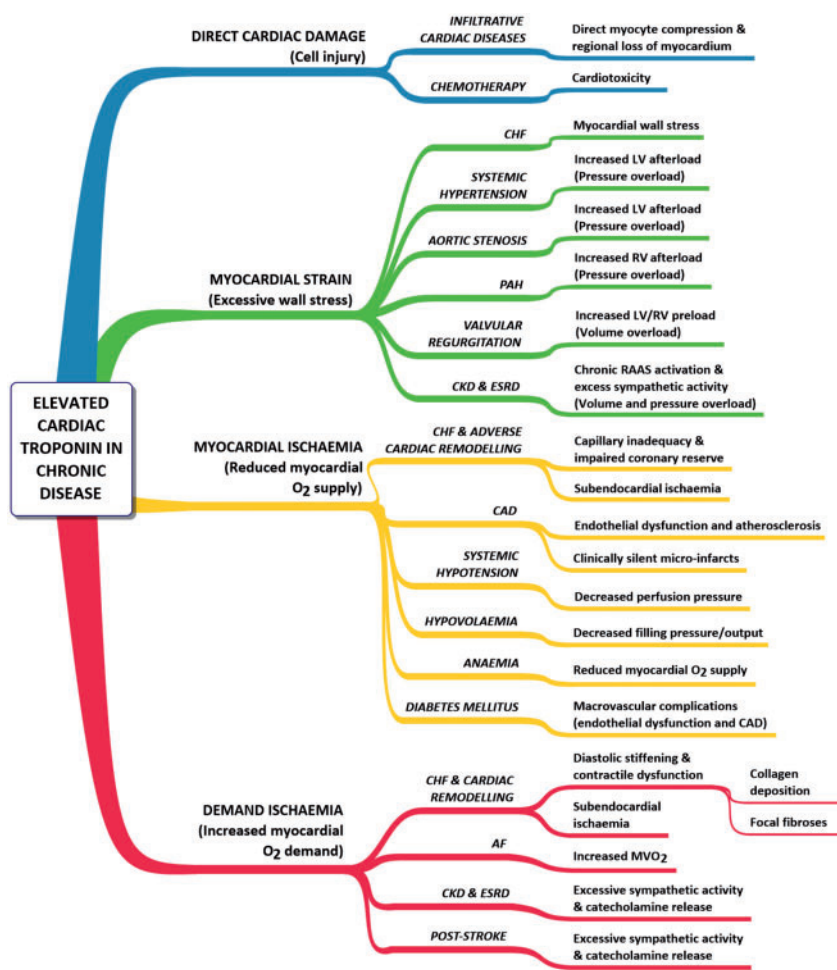 ELEVATED
CARDIAC
TROPONIN IN
CHRONIC
DISEASE
DIRECT CARDIAC DAMAGE
(Cell injury)
INFILTRATIVE
CARDIAC DISEASES
Direct myocyte compression &
regional loss of myocardium
CHEMOTHERAPY
Cardiotoxicity
MYOCARDIAL STRAIN
(Excessive wall stress)
CHF
Myocardial wall stress
SYSTEMIC
HYPERTENSION
Increased LV afterload
(Pressure overload)
AORTIC STENOSIS
Increased LV afterload
(Pressure overload)
PAH
Increased RV afterload
(Pressure overload)
VALVULAR
REGURGITATION
Increased LV/RV preload
(Volume overload)
CKD & ESRD
Chronic RAAS activation &
excess sympathetic activity
(Volume and pressure overload)
MYOCARDIAL ISCHAEMIA
(Reduced myocardial
O2 supply)
CHF & ADVERSE
CARDIAC REMODELLING
Capillary inadequacy &
impaired coronary reserve
Subendocardial ischaemia
CAD
Endothelial dysfunction and atherosclerosis
Clinically silent micro-infarcts
SYSTEMIC
HYPOTENSION
Decreased perfusion pressure
HYPOVOLAEMIA
Decreased filling pressure/output
ANAEMIA
Reduced myocardial O2 supply
DIABETES MELLITUS
Macrovascular complications
(endothelial dysfunction and CAD)
DEMAND ISCHAEMIA
(Increased myocardial
O2 demand)
CHF & CARDIAC
REMODELLING
Diastolic stiffening &
contractile dysfunction
Collagen
deposition
Focal fibroses
Subendocardial
ischaemia
AF
Increased MVO2
CKD & ESRD
Excessive sympathetic activity
& catecholamine release
POST-STROKE
Excessive sympathetic activity
& catecholamine release